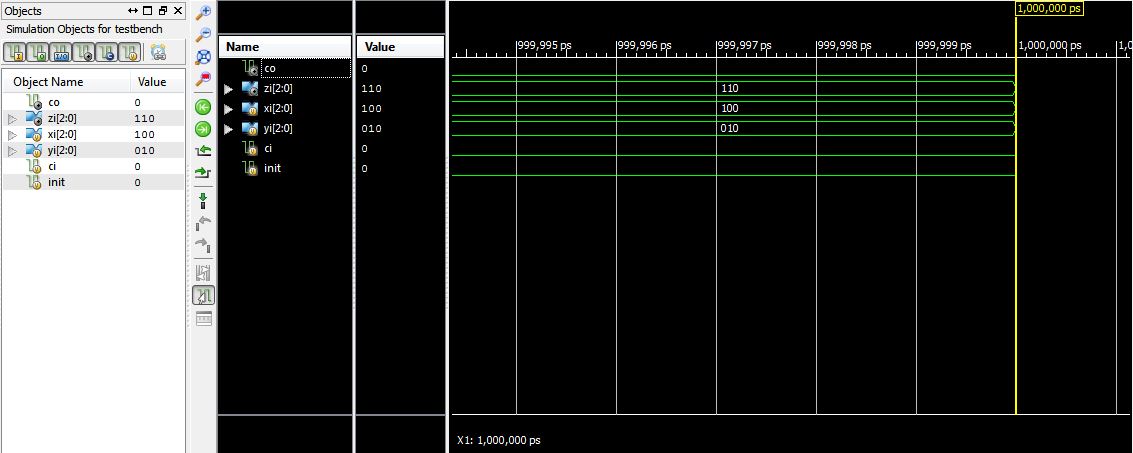 Objects
Simulation Objects for testbench
Object Name Value
co 0
zi[2:0] 110
xi[2:0] 100
yi[2:0] 010
ci 0
init 0
Name Value
co 0
zi[2:0] 110
xi[2:0] 100
yi[2:0] 010
ci 0
init 0
1,000,000 ps
999,995 ps 999,996 ps 999,997 ps 999,998 ps 999,999 ps 1,000,000 ps 1,0
110
100
010
X1: 1,000,000 ps